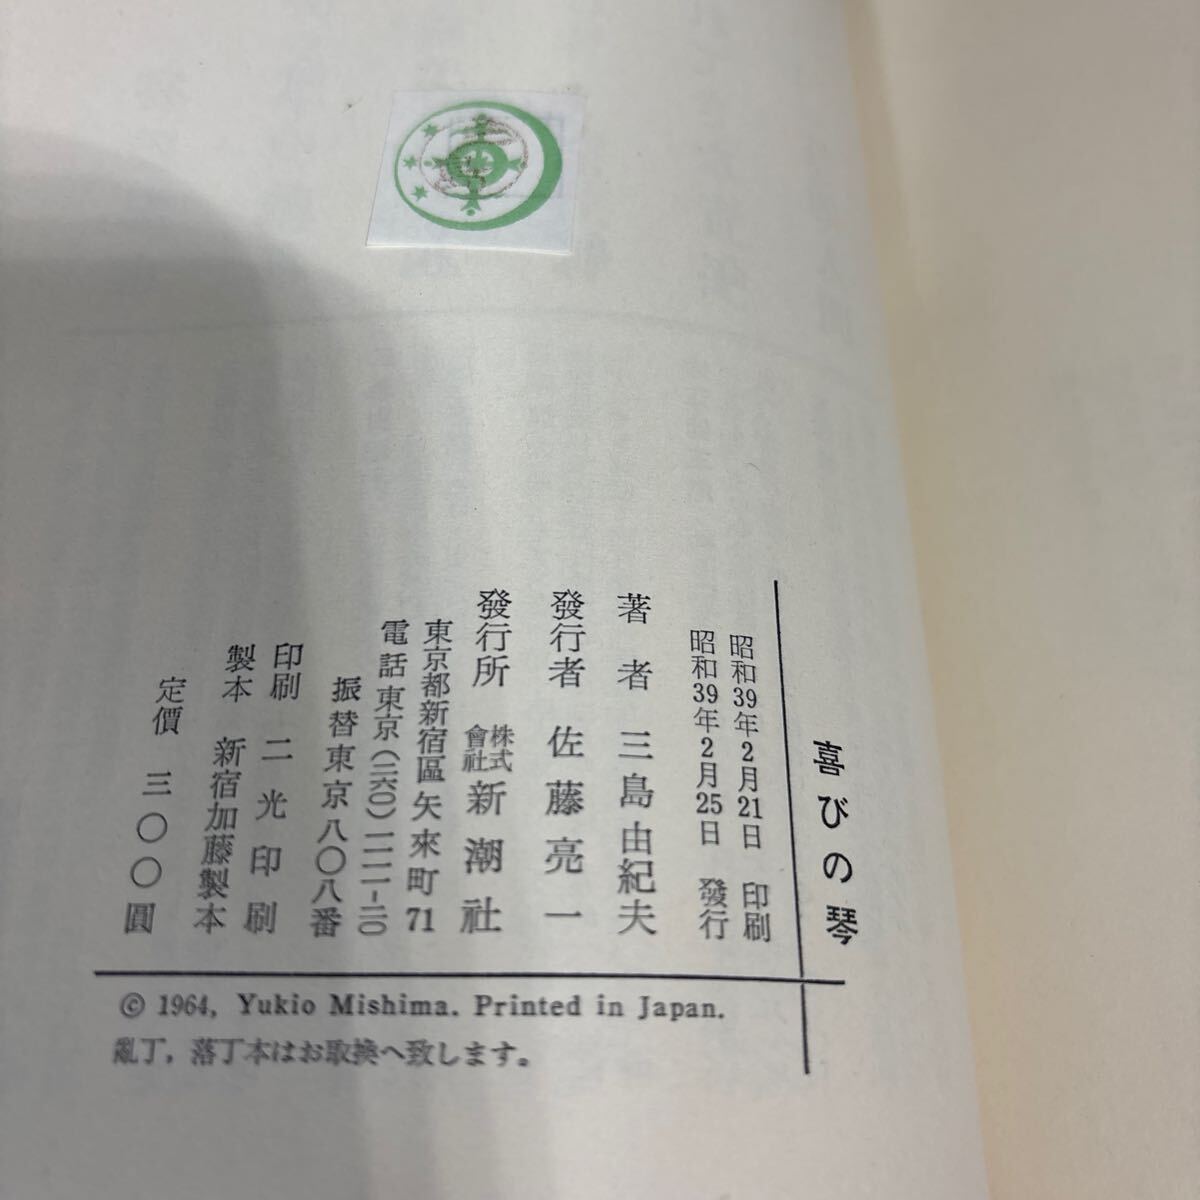 喜びの琴
昭和39年2月21日 印刷
昭和39年2月25日 發行
著者 三島由紀夫
發行者 佐藤亮一
發行所 株式會社 新潮社
東京都新宿區矢來町71
電話東京(二六〇)一一一一-二〇
振替東京八〇八番
印刷 二光印刷
製本 新宿加藤製本
定價 三〇〇圓
© 1964, Yukio Mishima. Printed in Japan.
亂丁，落丁本はお取換へ致します。